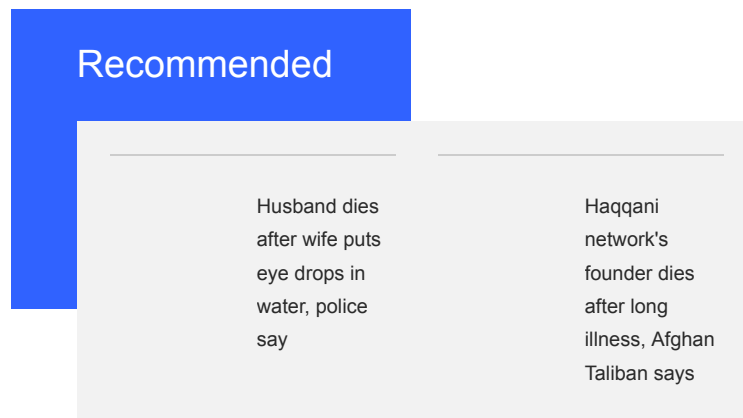 Recommended
Husband dies
after wife puts
eye drops in
water, police
say
Haqqani
network's
founder dies
after long
illness, Afghan
Taliban says